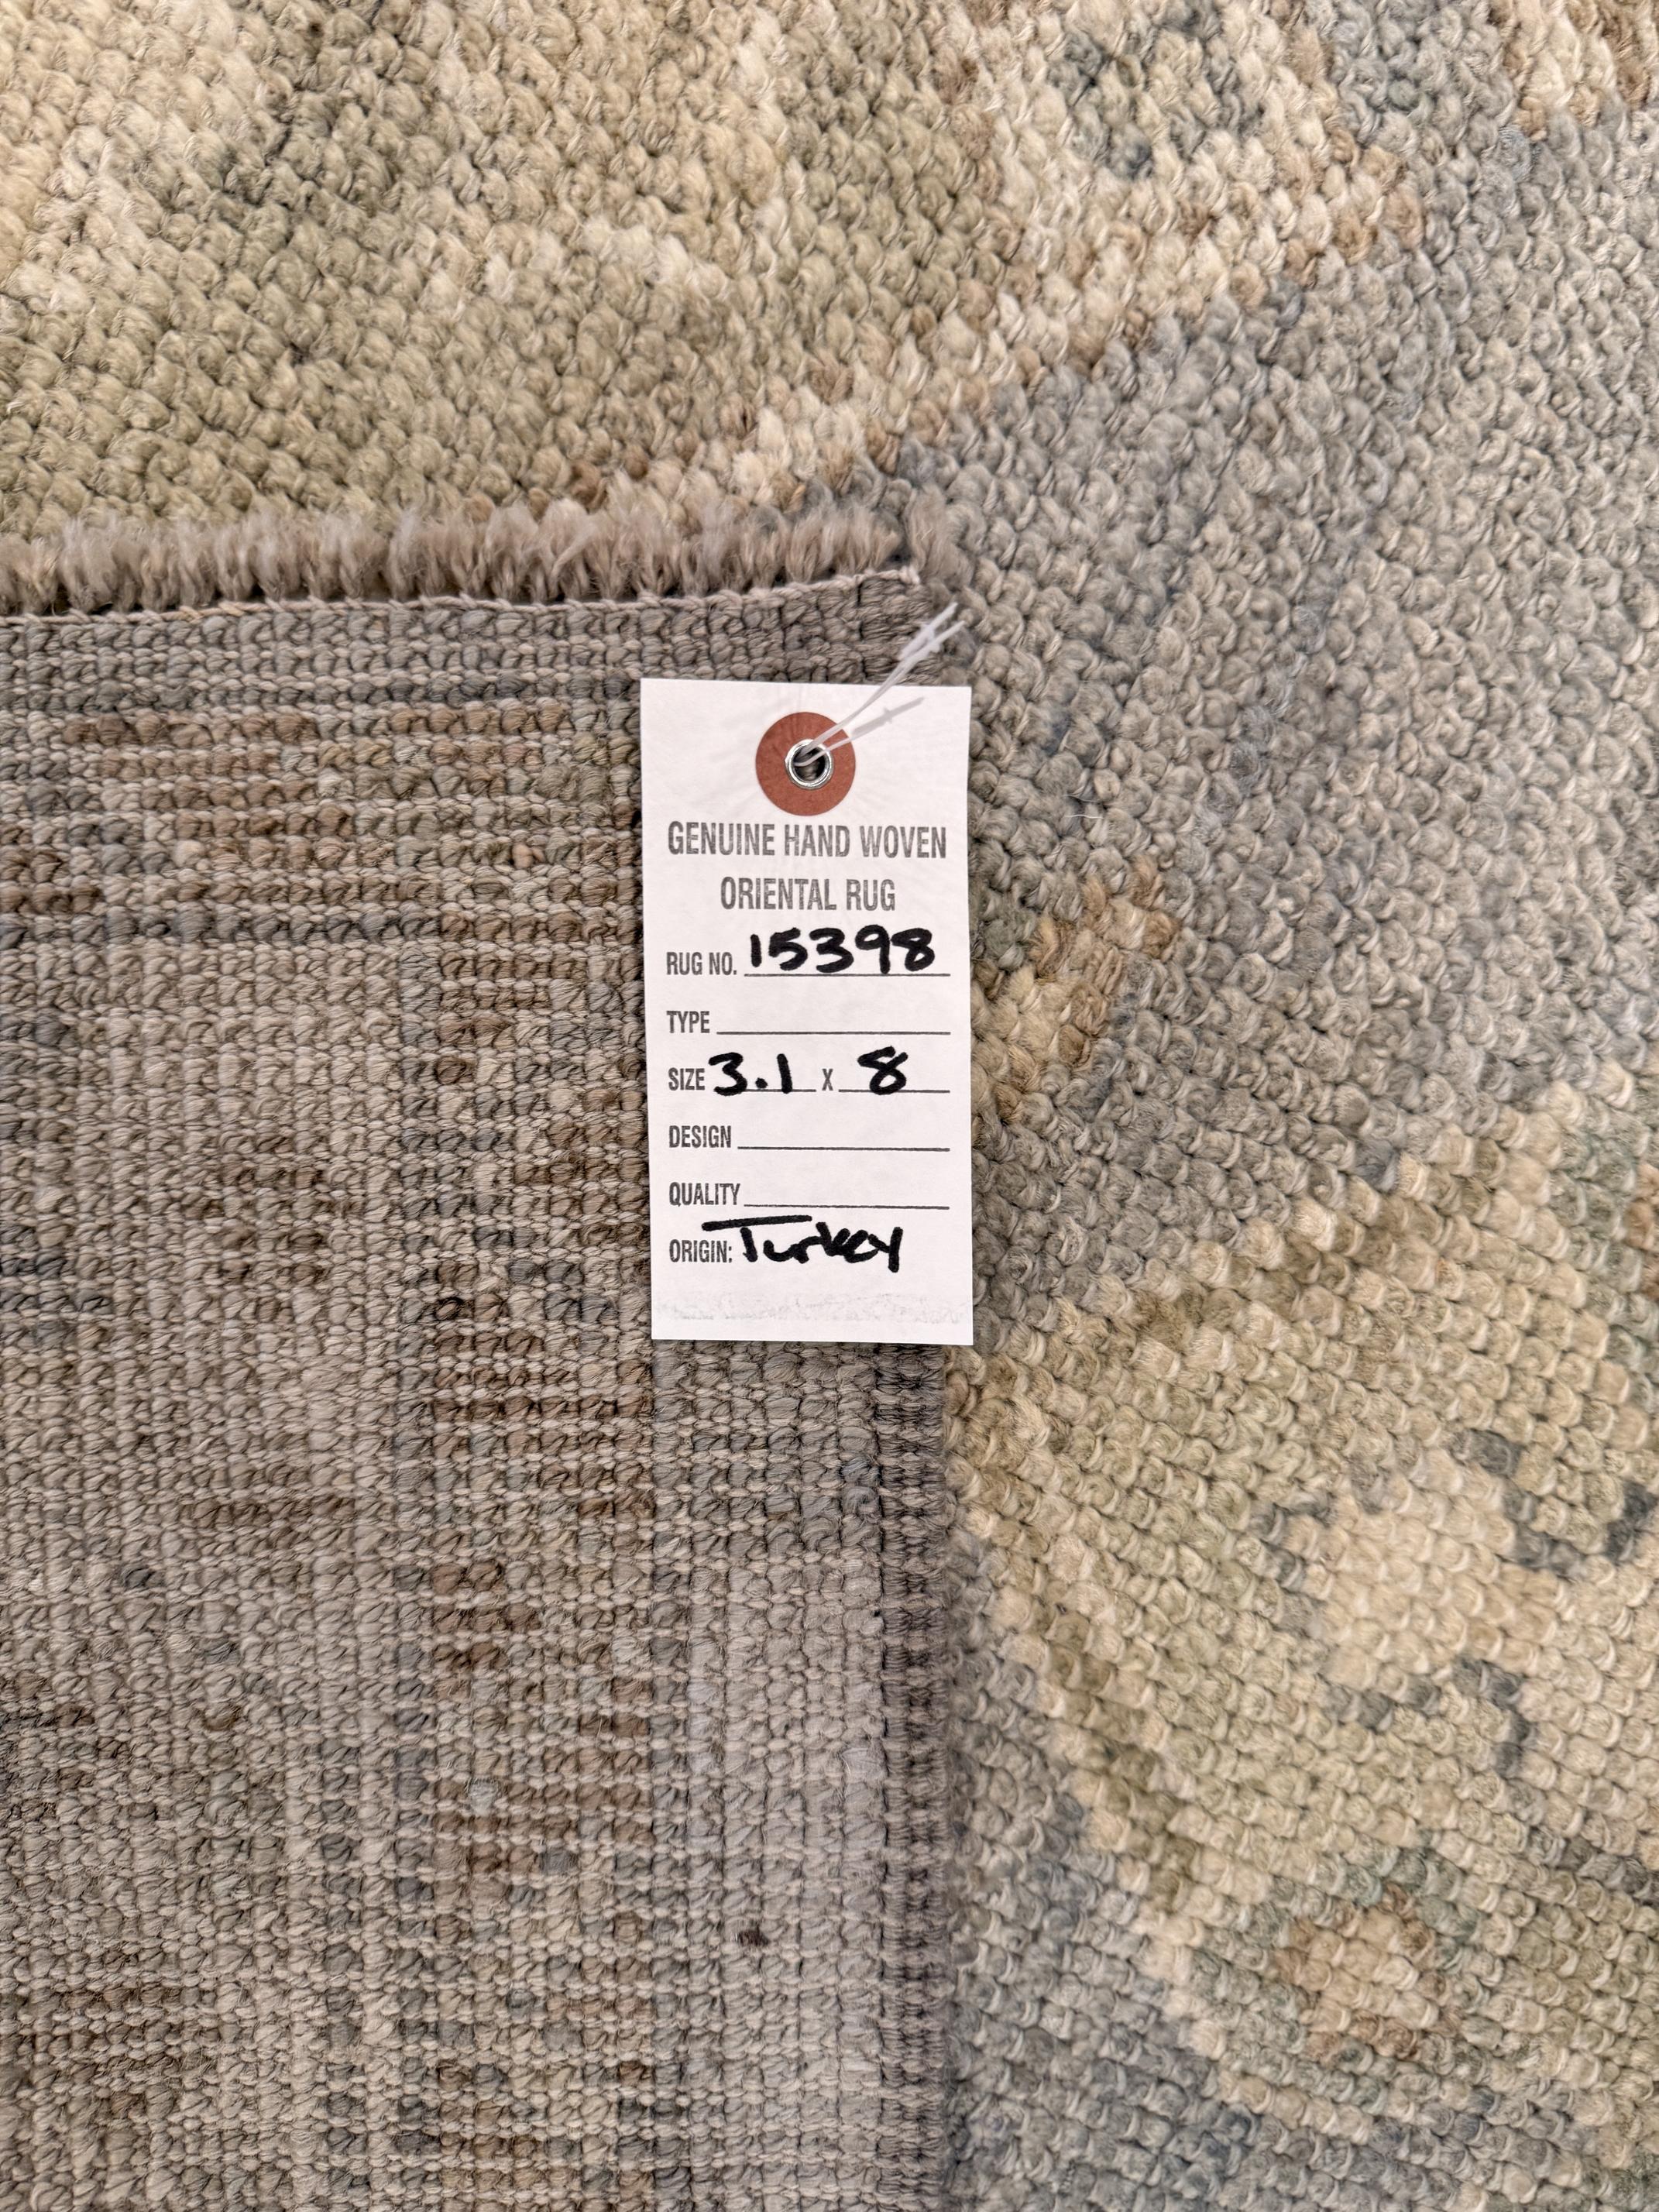 GENUINE HAND WOVEN
ORIENTAL RUG
RUG NO. 15398
TYPE
SIZE 3.1 X 8
DESIGN
QUALITY
ORIGIN: Turkey